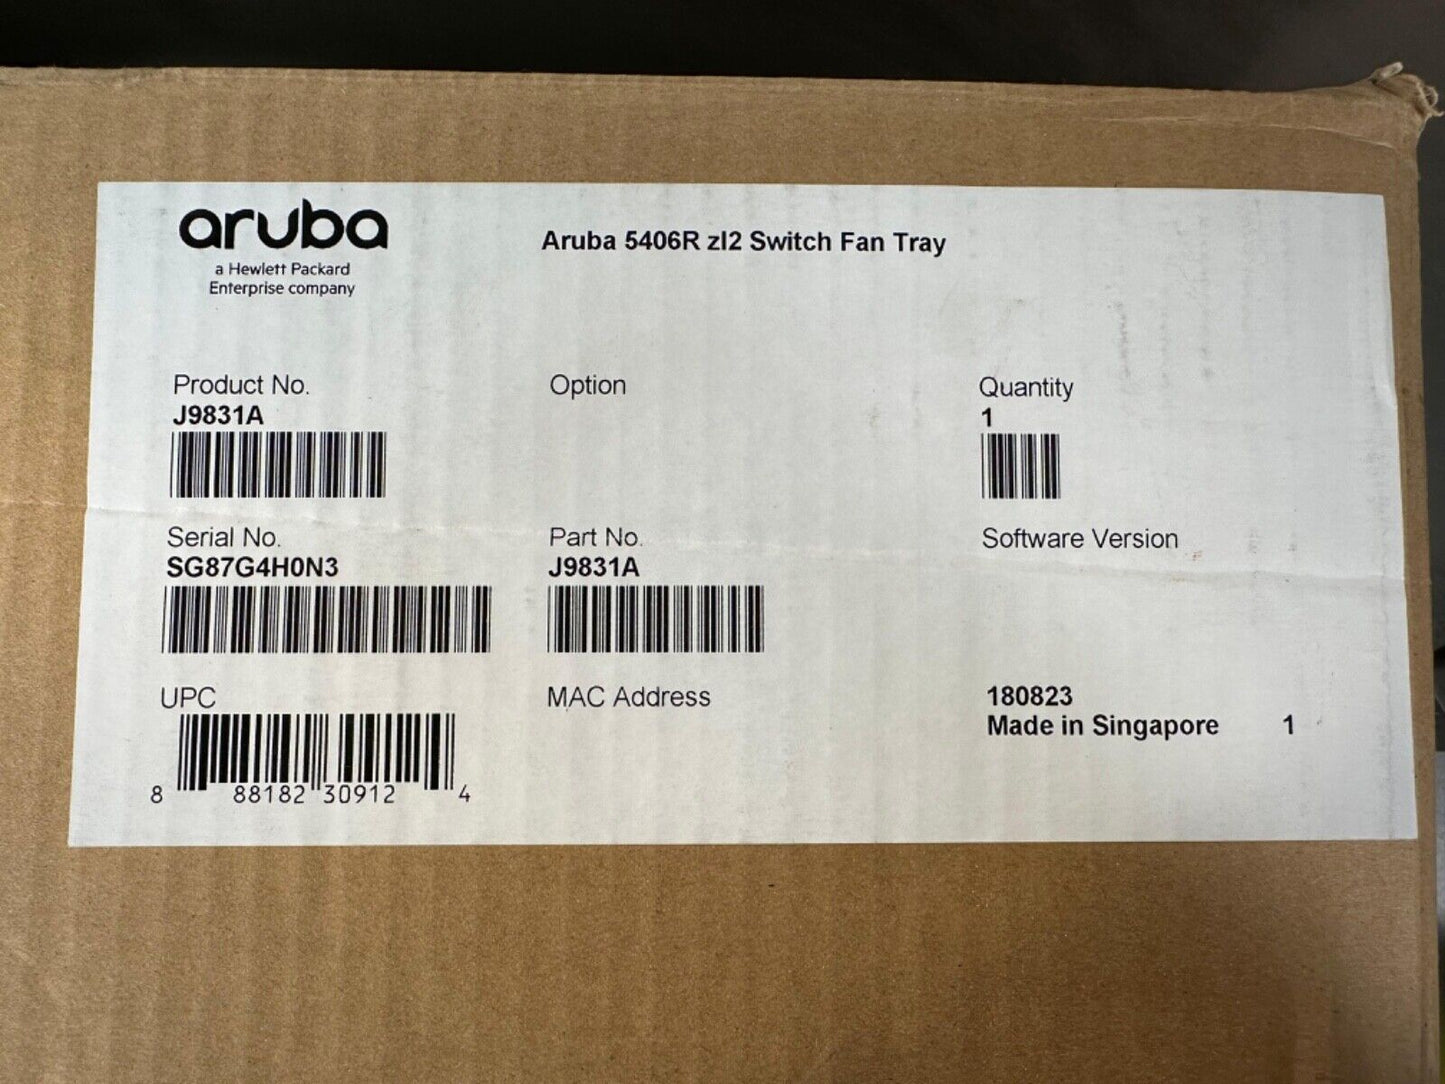 aruba
a Hewlett Packard
Enterprise company
Aruba 5406R zl2 Switch Fan Tray
Product No.
J9831A
Option
Quantity
1
Serial No.
SG87G4H0N3
Part No.
J9831A
Software Version
UPC
8 88182 30912 4
MAC Address
180823
Made in Singapore 1